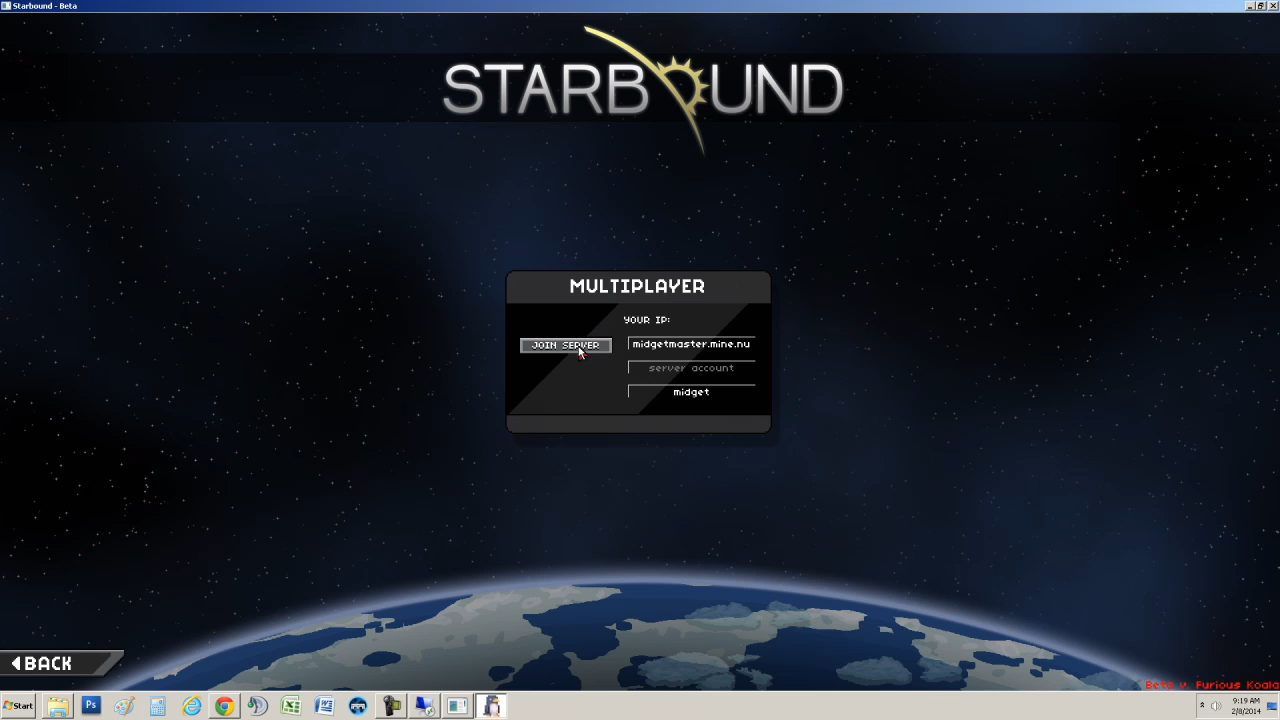 Starbound - Beta
STARBOUND
MULTIPLAYER
YOUR IP:
JOIN SERVER
midgetmaster.mine.nu
server account
midget
BACK
Beta v. Furious Koala
Start
Ps
9:19 AM
2/8/2014